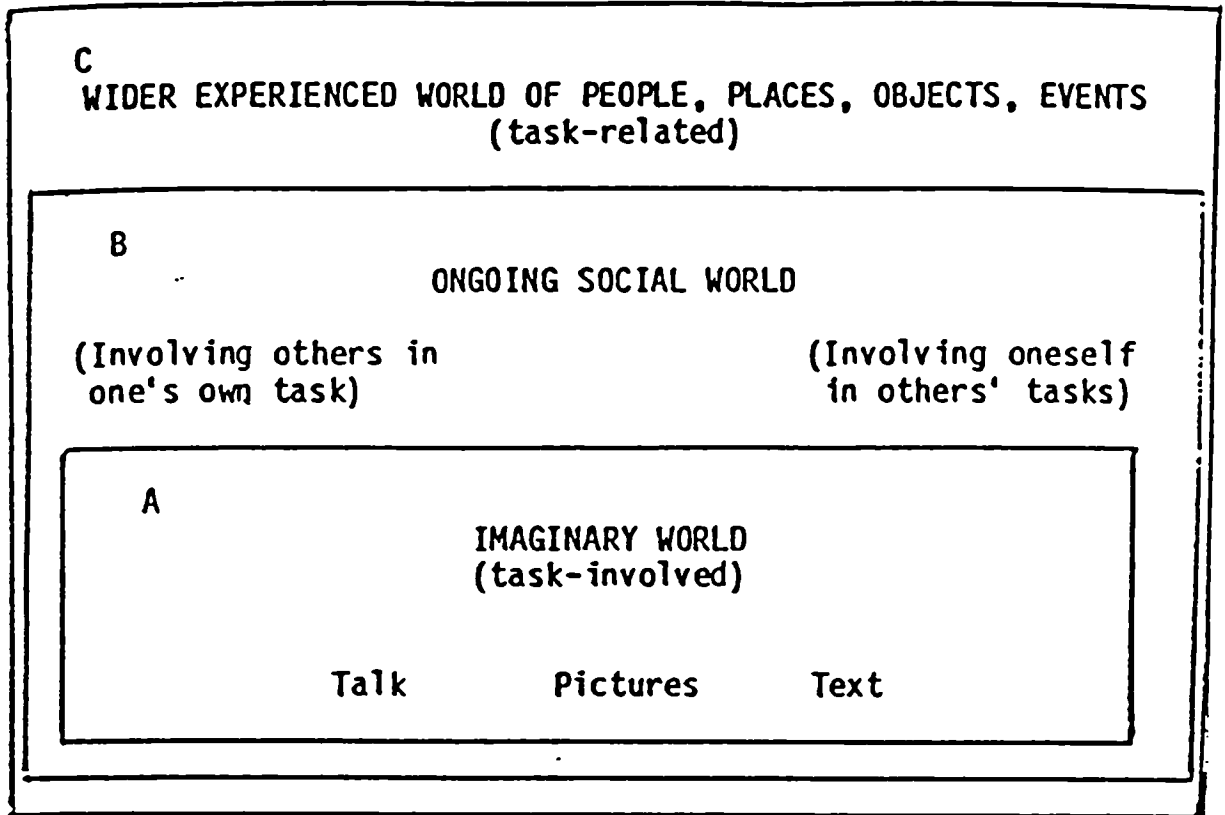 C
WIDER EXPERIENCED WORLD OF PEOPLE, PLACES, OBJECTS, EVENTS
(task-related)
B
ONGOING SOCIAL WORLD
(Involving others in
one's own task)
(Involving oneself
in others' tasks)
A
IMAGINARY WORLD
(task-involved)
Talk Pictures Text